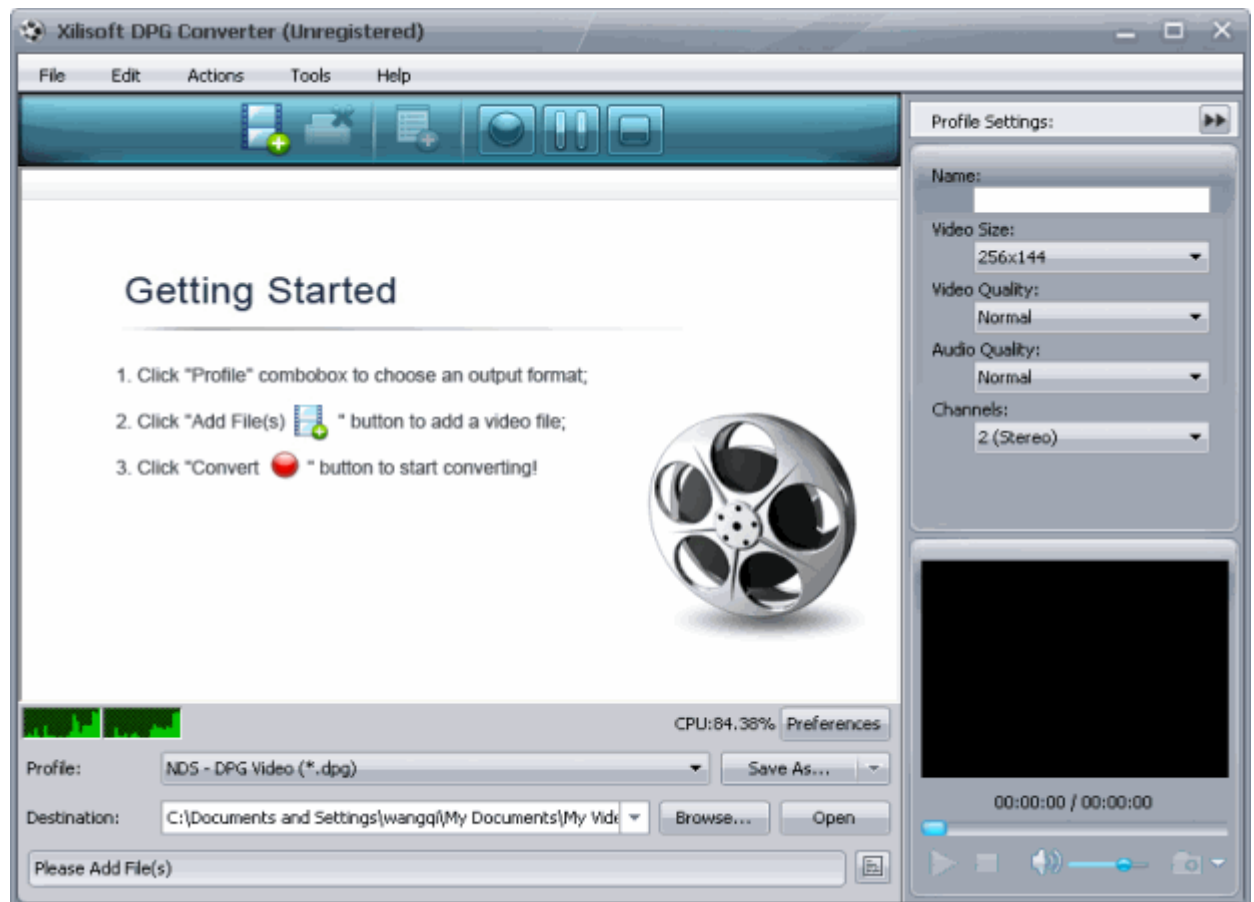 Xilisoft DPG Converter (Unregistered)
File Edit Actions Tools Help
Profile Settings:
Name:
Video Size:
256x144
Video Quality:
Normal
Audio Quality:
Normal
Channels:
2 (Stereo)
Getting Started
1. Click "Profile" combobox to choose an output format;
2. Click "Add File(s) " button to add a video file;
3. Click "Convert " button to start converting!
CPU:84.38% Preferences
Profile: NDS - DPG Video (*.dpg) Save As...
Destination: C:\Documents and Settings\wangqi\My Documents\My Vide Browse... Open
Please Add File(s)
00:00:00 / 00:00:00